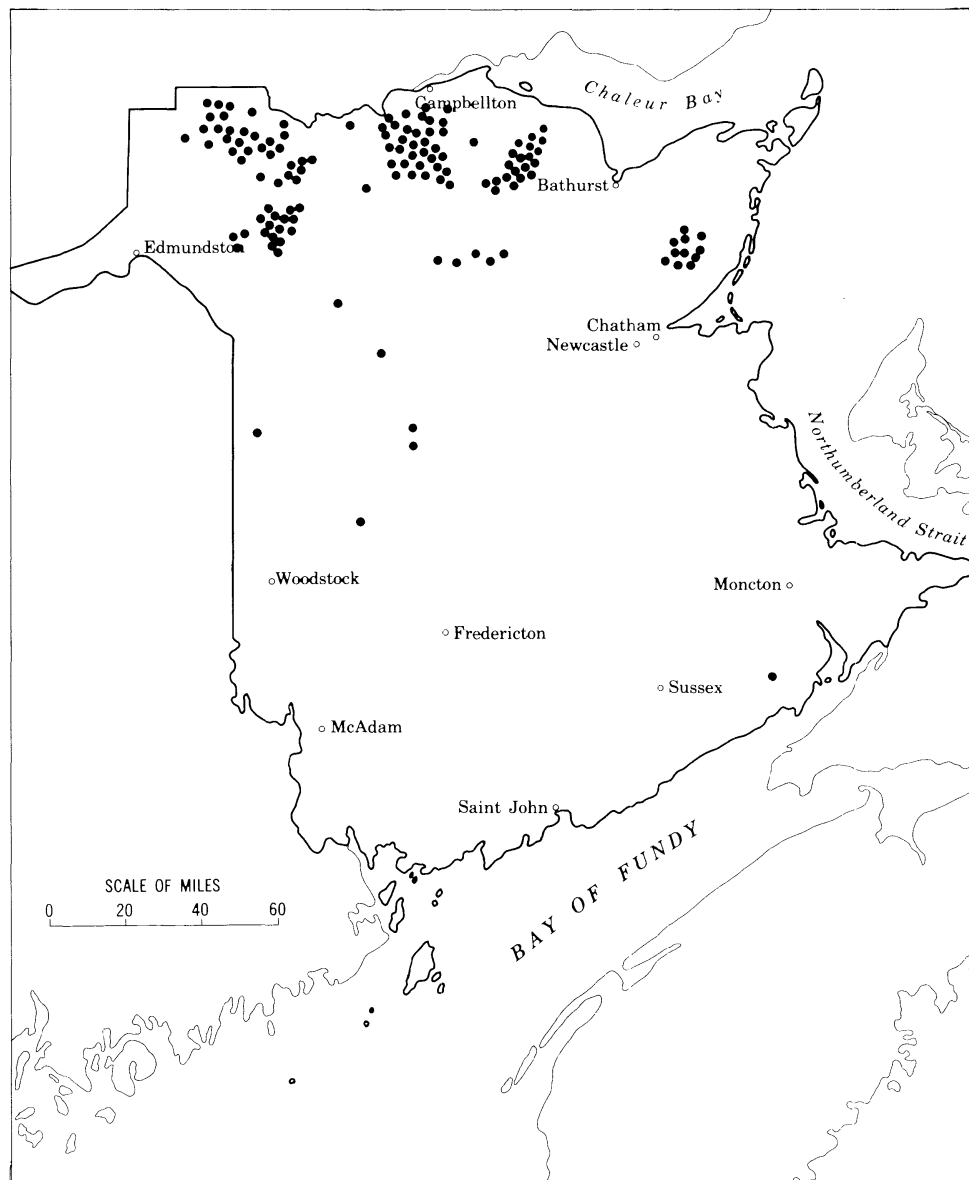 Chaleur Bay
Campbellton
Bathurst
Edmundston
Chatham
Newcastle
Northumberland Strait
Woodstock
Moncton
Fredericton
Sussex
McAdam
Saint John
BAY OF FUNDY
SCALE OF MILES
0 20 40 60